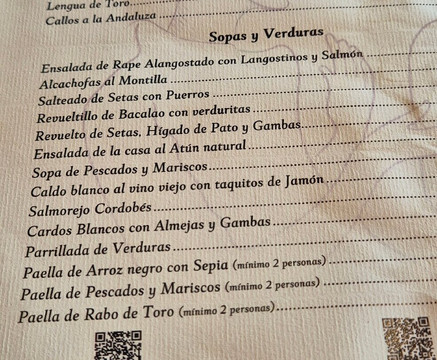 Lengua de Toro
Callos a la Andaluza
Sopas y Verduras
Ensalada de Rape Alangostado con Langostinos y Salmón
Alcachofas al Montilla
Salteado de Setas con Puerros
Revueltillo de Bacalao con verduritas
Revuelto de Setas, Hígado de Pato y Gambas
Ensalada de la casa al Atún natural
Sopa de Pescados y Mariscos
Caldo blanco al vino viejo con taquitos de Jamón
Salmorejo Cordobés
Cardos Blancos con Almejas y Gambas
Parrillada de Verduras
Paella de Arroz negro con Sepia (mínimo 2 personas)
Paella de Pescados y Mariscos (mínimo 2 personas)
Paella de Rabo de Toro (mínimo 2 personas)